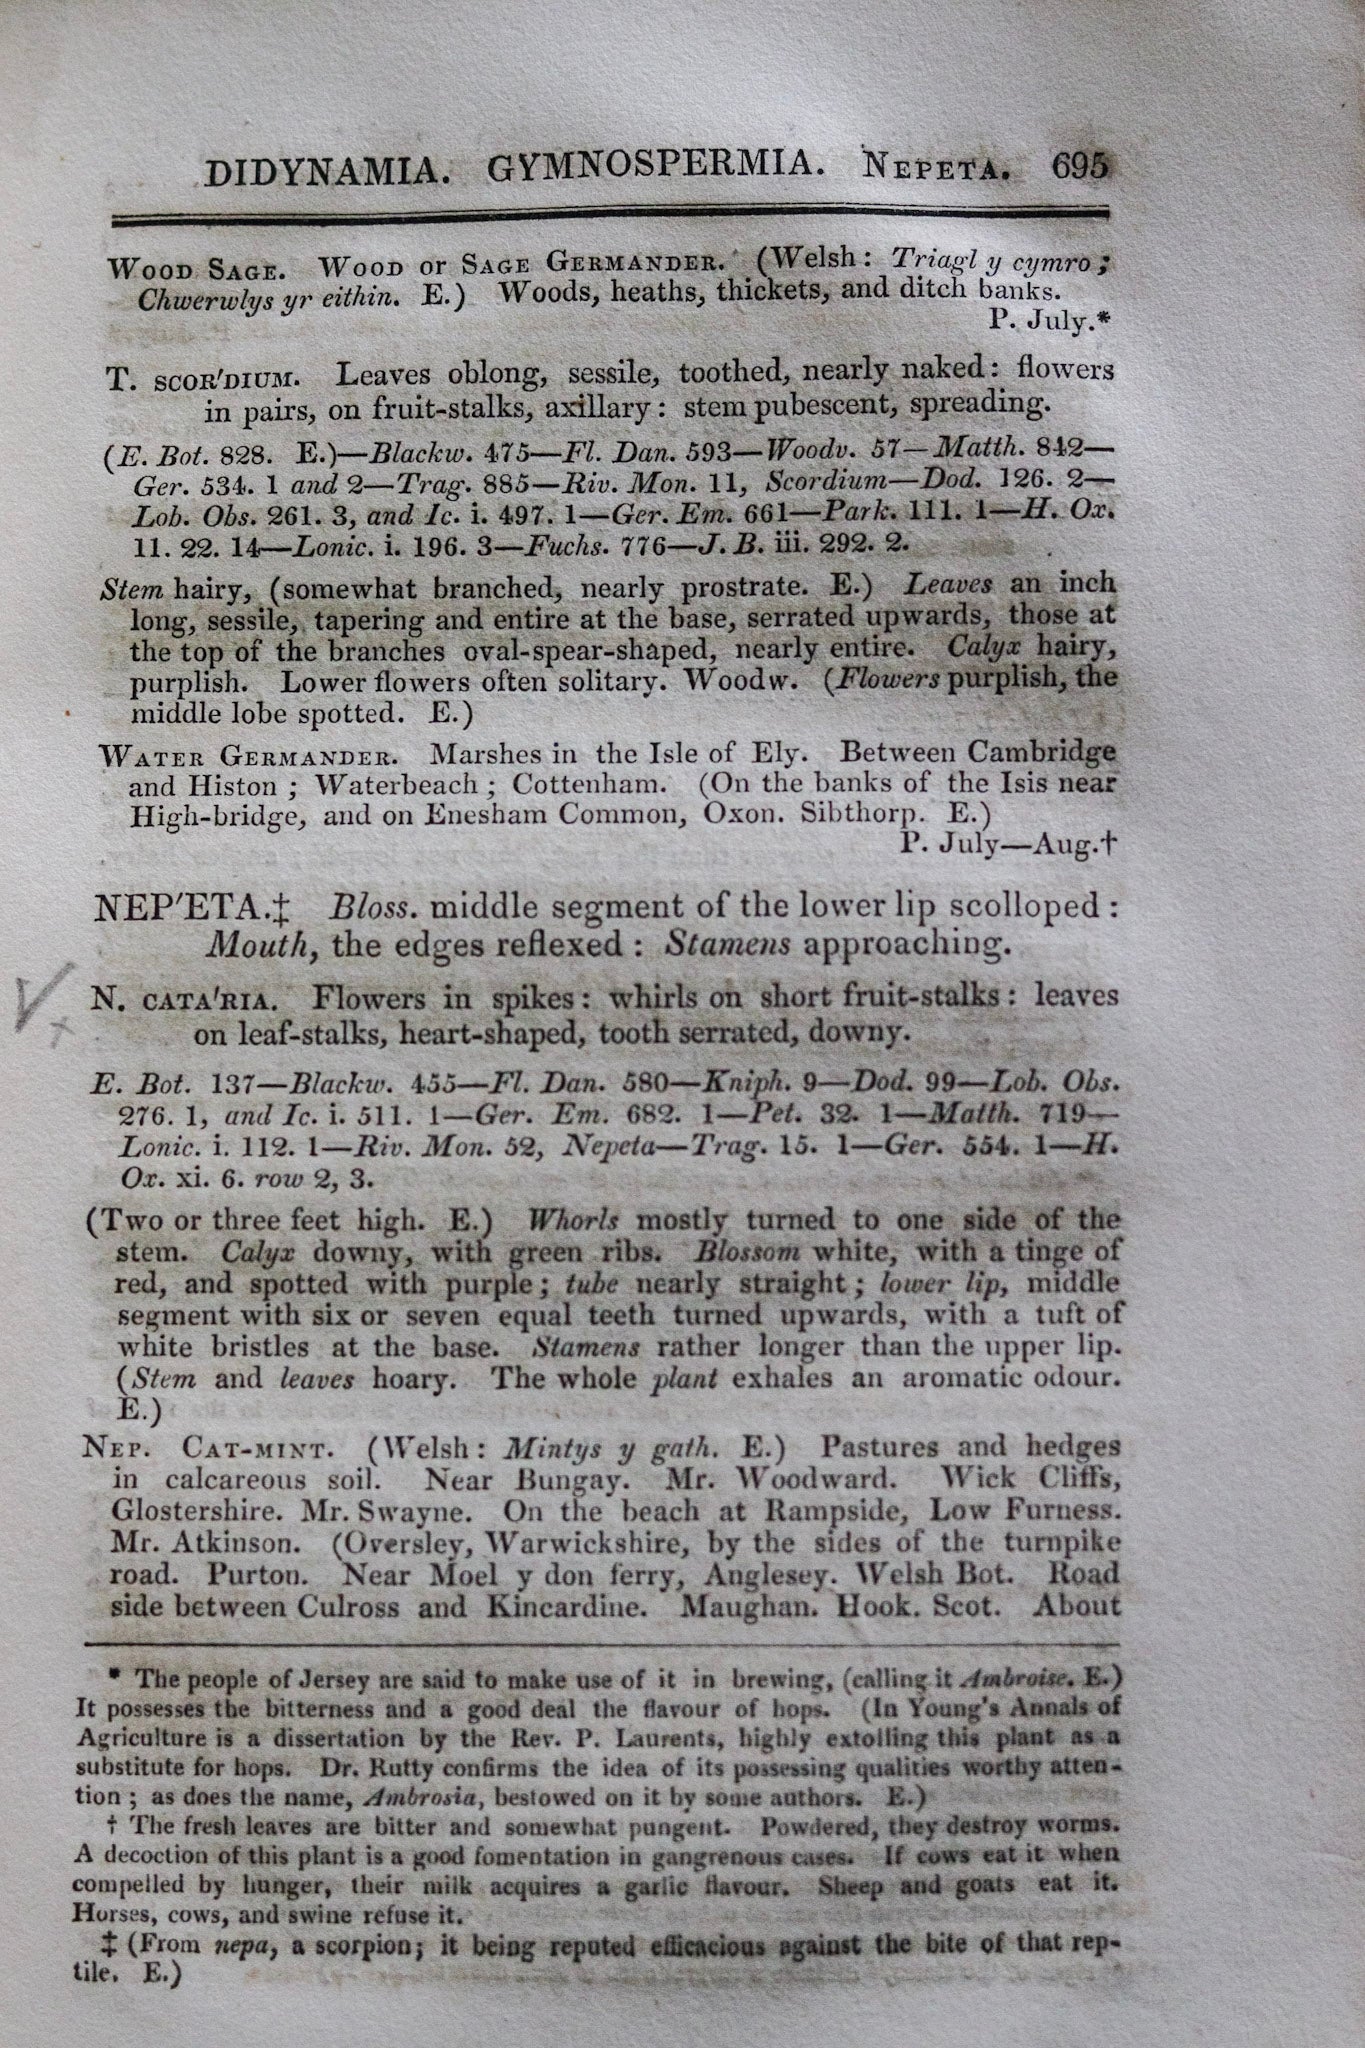 DIDYNAMIA. GYMNOSPERMIA. NEPETA. 695
WOOD SAGE. WOOD or SAGE GERMANDER. (Welsh: Triagl y cymro;
Chwerwlys yr eithin. E.) Woods, heaths, thickets, and ditch banks.
P. July.*
T. SCOR'DIUM. Leaves oblong, sessile, toothed, nearly naked: flowers
in pairs, on fruit-stalks, axillary: stem pubescent, spreading.
(E. Bot. 828. E.)—Blackw. 475—Fl. Dan. 593—Woodv. 57—Matth. 842—
Ger. 534. 1 and 2—Trag. 885—Riv. Mon. 11, Scordium—Dod. 126. 2—
Lob. Obs. 261. 3, and Ic. i. 497. 1—Ger. Em. 661—Park. 111. 1—H. Ox.
11. 22. 14—Lonic. i. 196. 3—Fuchs. 776—J. B. iii. 292. 2.
Stem hairy, (somewhat branched, nearly prostrate. E.) Leaves an inch
long, sessile, tapering and entire at the base, serrated upwards, those at
the top of the branches oval-spear-shaped, nearly entire. Calyx hairy,
purplish. Lower flowers often solitary. Woodw. (Flowers purplish, the
middle lobe spotted. E.)
WATER GERMANDER. Marshes in the Isle of Ely. Between Cambridge
and Histon; Waterbeach; Cottenham. (On the banks of the Isis near
High-bridge, and on Enesham Common, Oxon. Sibthorp. E.)
P. July—Aug.†
NEP'ETA.‡ Bloss. middle segment of the lower lip scolloped:
Mouth, the edges reflexed: Stamens approaching.
N. CATA'RIA. Flowers in spikes: whirls on short fruit-stalks: leaves
on leaf-stalks, heart-shaped, tooth serrated, downy.
E. Bot. 137—Blackw. 455—Fl. Dan. 580—Kniph. 9—Dod. 99—Lob. Obs.
276. 1, and Ic. i. 511. 1—Ger. Em. 682. 1—Pet. 32. 1—Matth. 719—
Lonic. i. 112. 1—Riv. Mon. 52, Nepeta—Trag. 15. 1—Ger. 554. 1—H.
Ox. xi. 6. row 2, 3.
(Two or three feet high. E.) Whorls mostly turned to one side of the
stem. Calyx downy, with green ribs. Blossom white, with a tinge of
red, and spotted with purple; tube nearly straight; lower lip, middle
segment with six or seven equal teeth turned upwards, with a tuft of
white bristles at the base. Stamens rather longer than the upper lip.
(Stem and leaves hoary. The whole plant exhales an aromatic odour.
E.)
NEP. CAT-MINT. (Welsh: Mintys y gath. E.) Pastures and hedges
in calcareous soil. Near Bungay. Mr. Woodward. Wick Cliffs,
Glostershire. Mr. Swayne. On the beach at Rampside, Low Furness.
Mr. Atkinson. (Oversley, Warwickshire, by the sides of the turnpike
road. Purton. Near Moel y don ferry, Anglesey. Welsh Bot. Road
side between Culross and Kincardine. Maughan. Hook. Scot. About
* The people of Jersey are said to make use of it in brewing, (calling it Ambroise. E.)
It possesses the bitterness and a good deal the flavour of hops. (In Young's Annals of
Agriculture is a dissertation by the Rev. P. Laurents, highly extolling this plant as a
substitute for hops. Dr. Rutty confirms the idea of its possessing qualities worthy atten-
tion; as does the name, Ambrosia, bestowed on it by some authors. E.)
† The fresh leaves are bitter and somewhat pungent. Powdered, they destroy worms.
A decoction of this plant is a good fomentation in gangrenous cases. If cows eat it when
compelled by hunger, their milk acquires a garlic flavour. Sheep and goats eat it.
Horses, cows, and swine refuse it.
‡ (From nepa, a scorpion; it being reputed efficacious against the bite of that rep-
tile. E.)